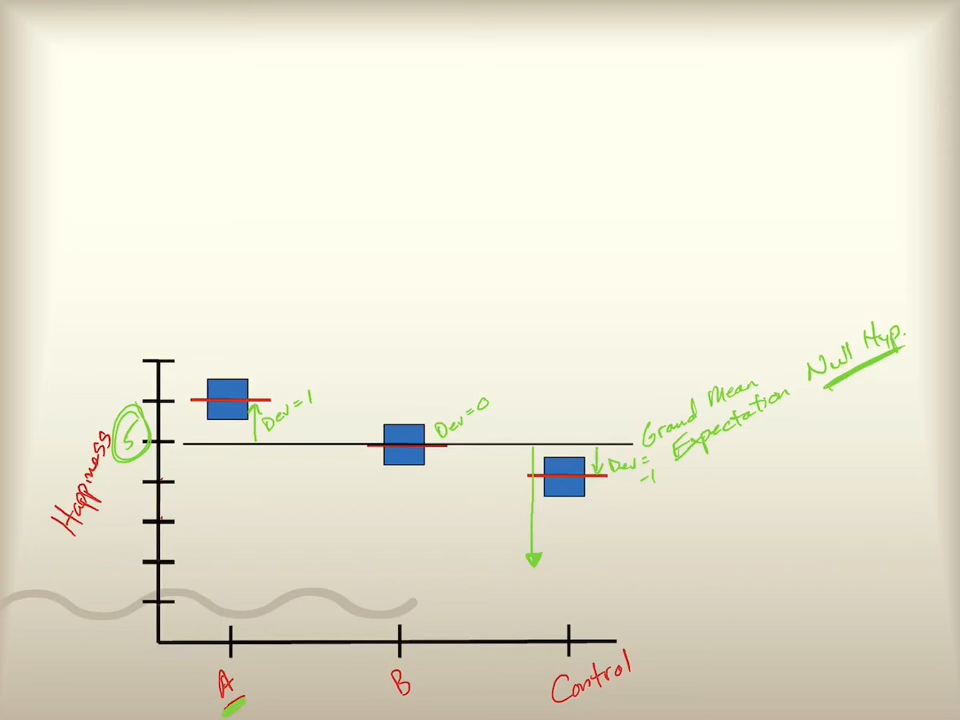 Null Hyp.
Grand Mean
Expectation
Dev=1
Dev=0
Dev=
-1
5
Happiness
A
B
Control